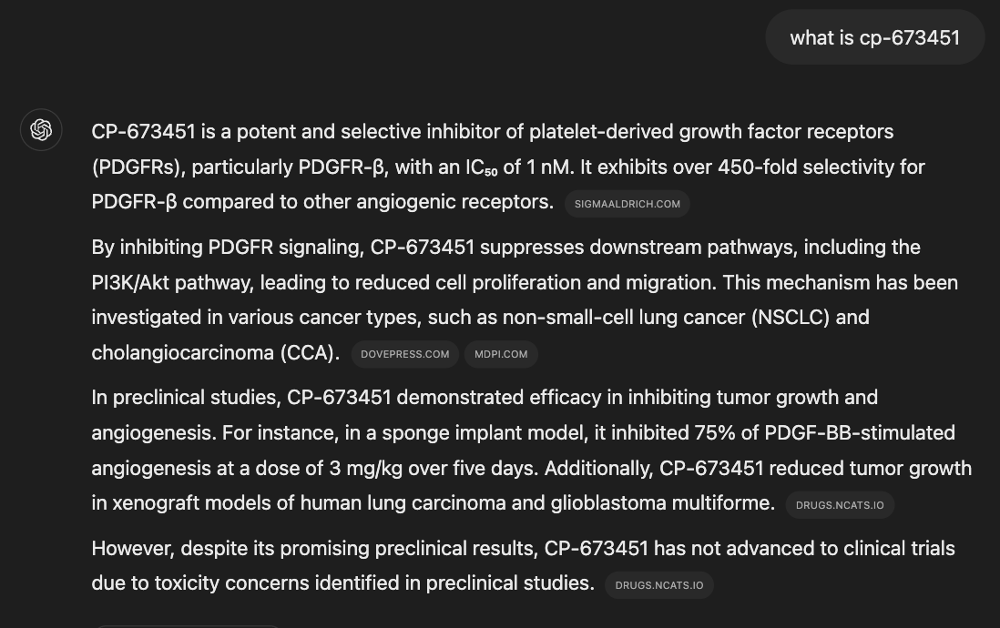 what is cp-673451
CP-673451 is a potent and selective inhibitor of platelet-derived growth factor receptors
(PDGFRs), particularly PDGFR-β, with an IC₅₀ of 1 nM. It exhibits over 450-fold selectivity for
PDGFR-β compared to other angiogenic receptors. SIGMAALDRICH.COM
By inhibiting PDGFR signaling, CP-673451 suppresses downstream pathways, including the
PI3K/Akt pathway, leading to reduced cell proliferation and migration. This mechanism has been
investigated in various cancer types, such as non-small-cell lung cancer (NSCLC) and
cholangiocarcinoma (CCA). DOVEPRESS.COM MDPI.COM
In preclinical studies, CP-673451 demonstrated efficacy in inhibiting tumor growth and
angiogenesis. For instance, in a sponge implant model, it inhibited 75% of PDGF-BB-stimulated
angiogenesis at a dose of 3 mg/kg over five days. Additionally, CP-673451 reduced tumor growth
in xenograft models of human lung carcinoma and glioblastoma multiforme. DRUGS.NCATS.IO
However, despite its promising preclinical results, CP-673451 has not advanced to clinical trials
due to toxicity concerns identified in preclinical studies. DRUGS.NCATS.IO